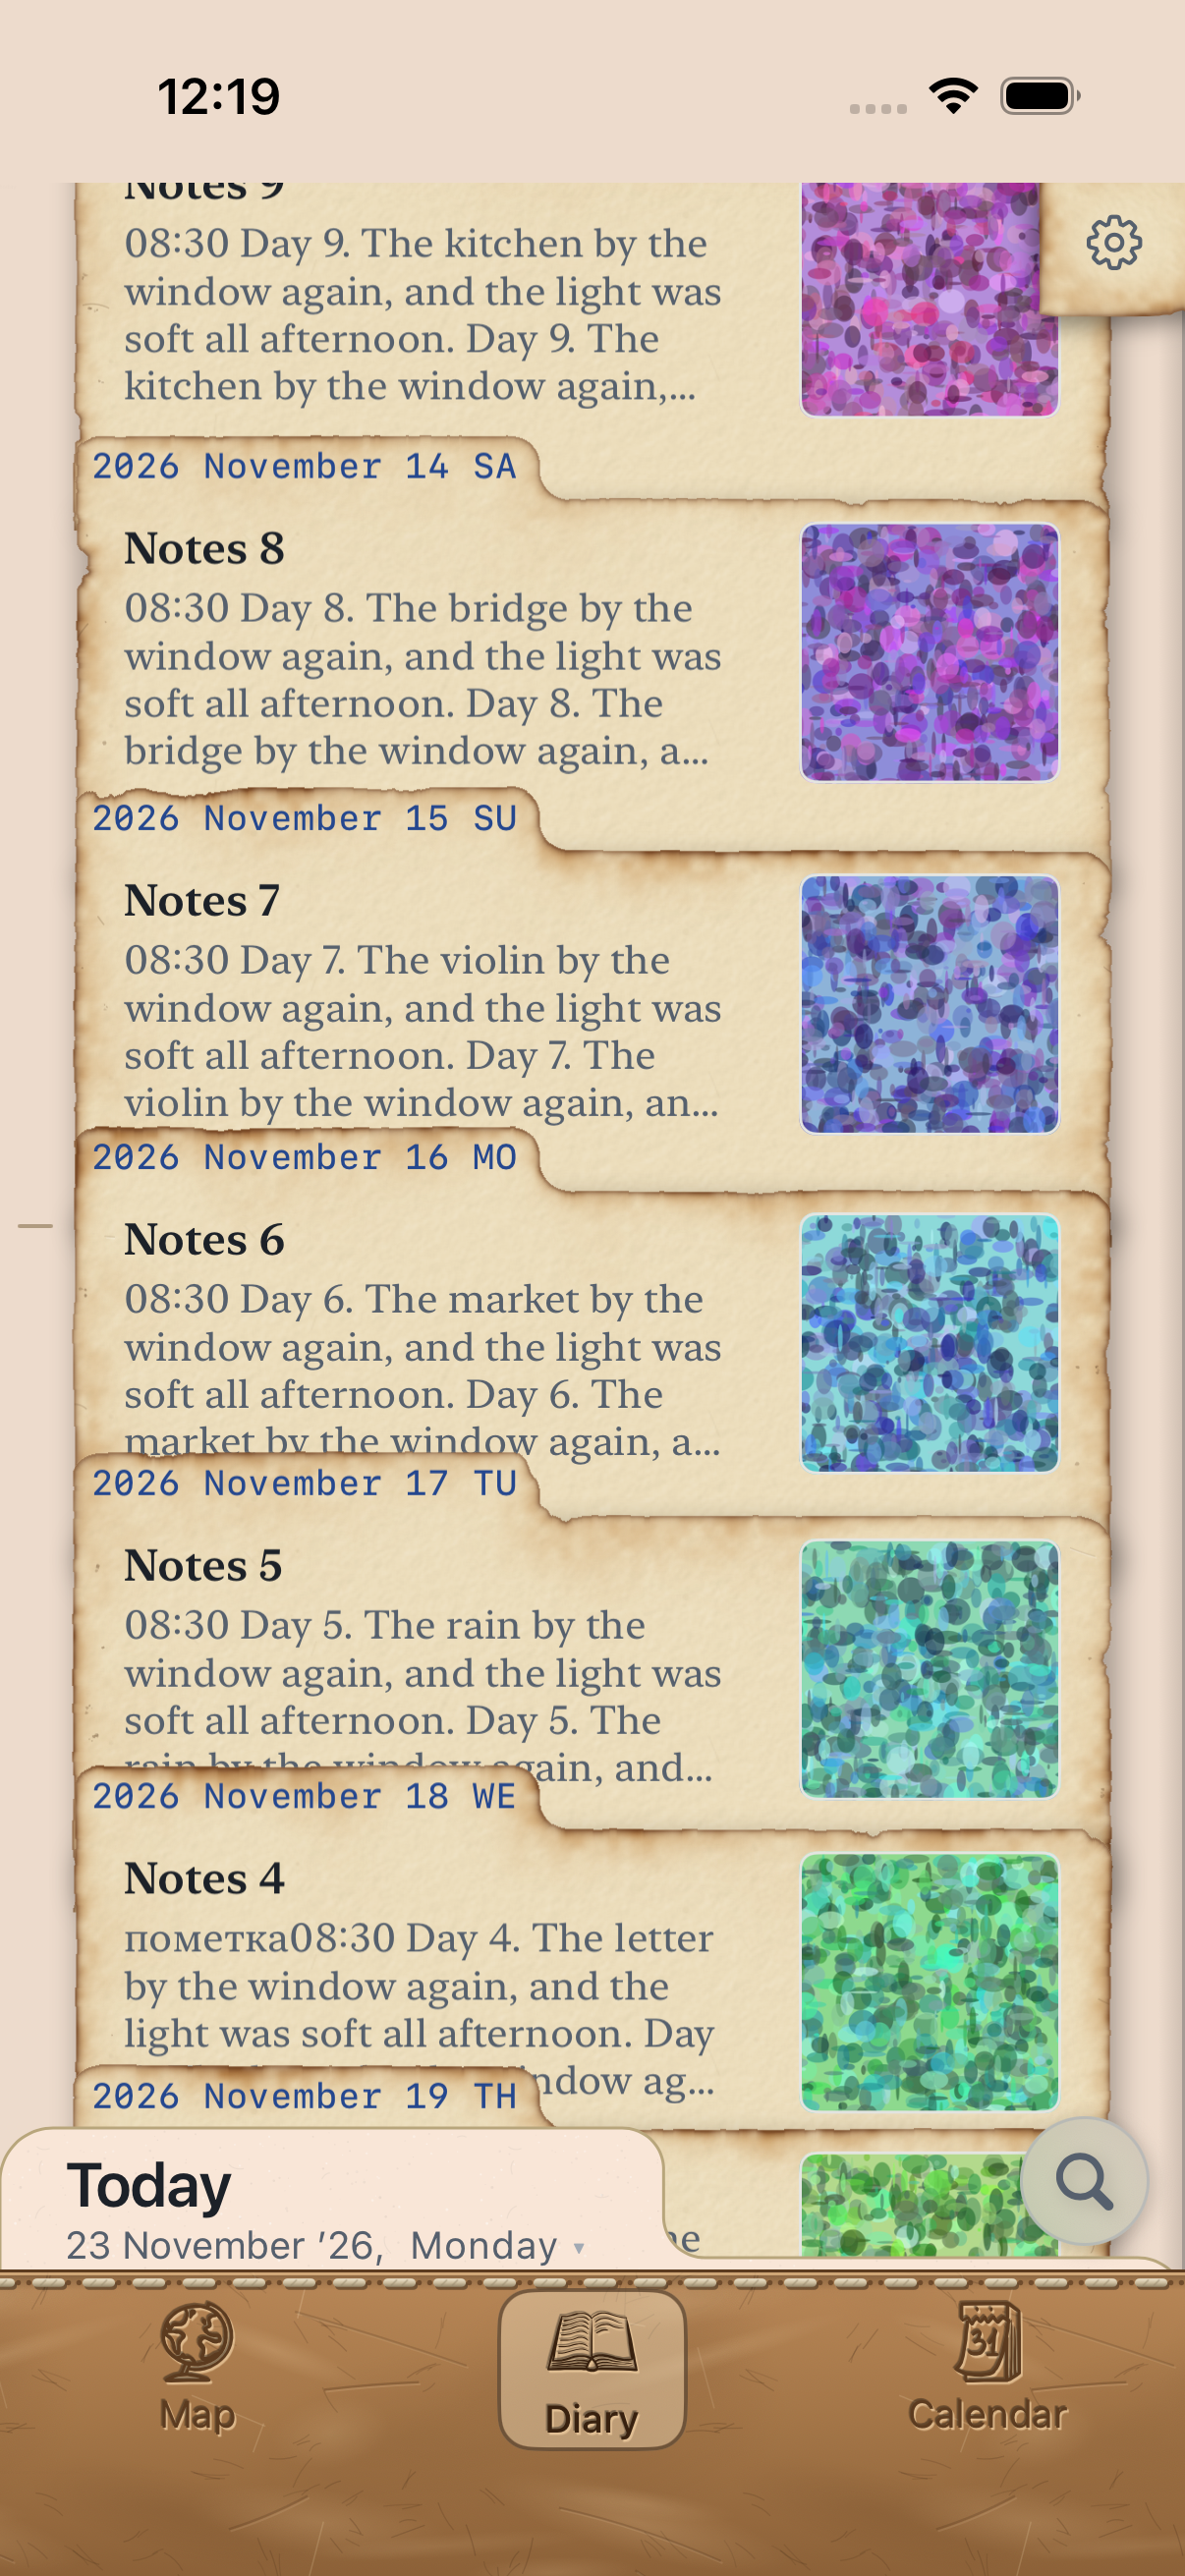 12:19
Notes 9
08:30 Day 9. The kitchen by the
window again, and the light was
soft all afternoon. Day 9. The
kitchen by the window again,...
2026 November 14 SA
Notes 8
08:30 Day 8. The bridge by the
window again, and the light was
soft all afternoon. Day 8. The
bridge by the window again, a...
2026 November 15 SU
Notes 7
08:30 Day 7. The violin by the
window again, and the light was
soft all afternoon. Day 7. The
violin by the window again, an...
2026 November 16 MO
Notes 6
08:30 Day 6. The market by the
window again, and the light was
soft all afternoon. Day 6. The
market by the window again, a...
2026 November 17 TU
Notes 5
08:30 Day 5. The rain by the
window again, and the light was
soft all afternoon. Day 5. The
rain by the window again, and...
2026 November 18 WE
Notes 4
пометка08:30 Day 4. The letter
by the window again, and the
light was soft all afternoon. Day
ag...
2026 November 19 TH
Today
23 November ’26, Monday
31
Map
Diary
Calendar